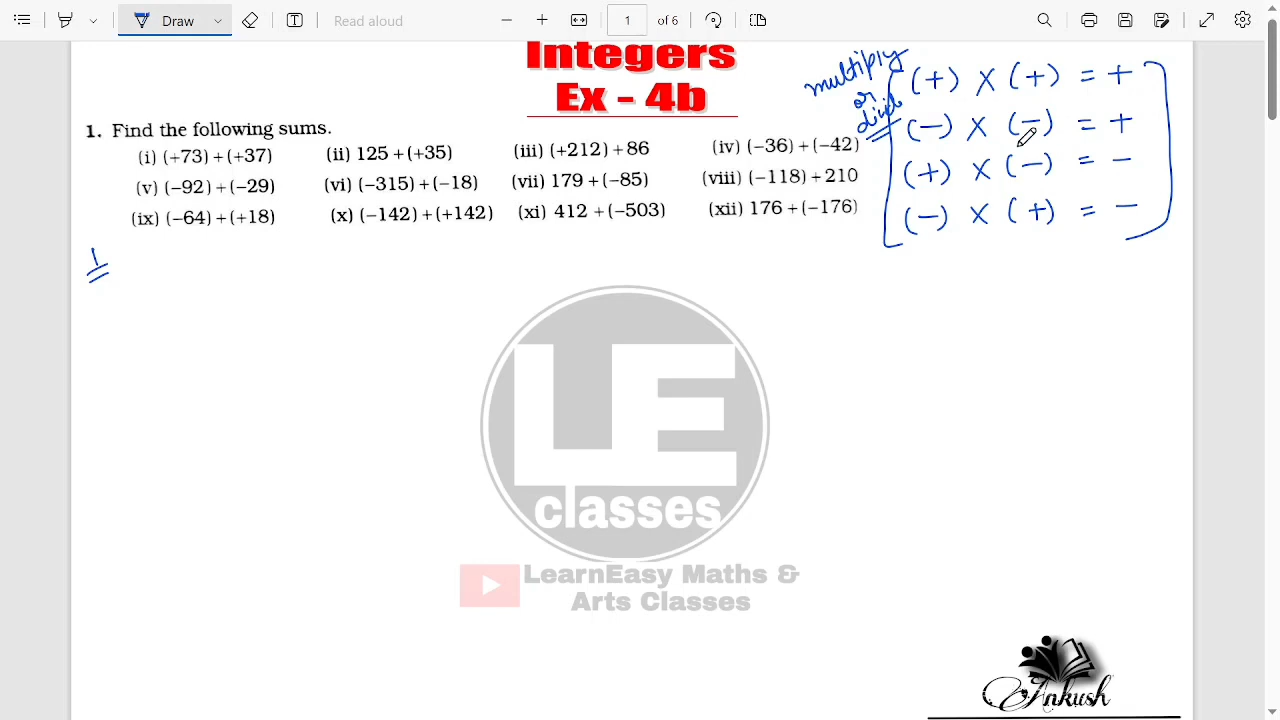 Draw
Read aloud
1
of 6
Integers
Ex - 4b
1. Find the following sums.
(i) (+73) + (+37) (ii) 125 + (+35) (iii) (+212) + 86 (iv) (−36) + (−42)
(v) (−92) + (−29) (vi) (−315) + (−18) (vii) 179 + (−85) (viii) (−118) + 210
(ix) (−64) + (+18) (x) (−142) + (+142) (xi) 412 + (−503) (xii) 176 + (−176)
multiply
or
divid
(+) × (+) = +
(−) × (−) = +
(+) × (−) = −
(−) × (+) = −
1
LE
classes
LearnEasy Maths &
Arts Classes
Ankush